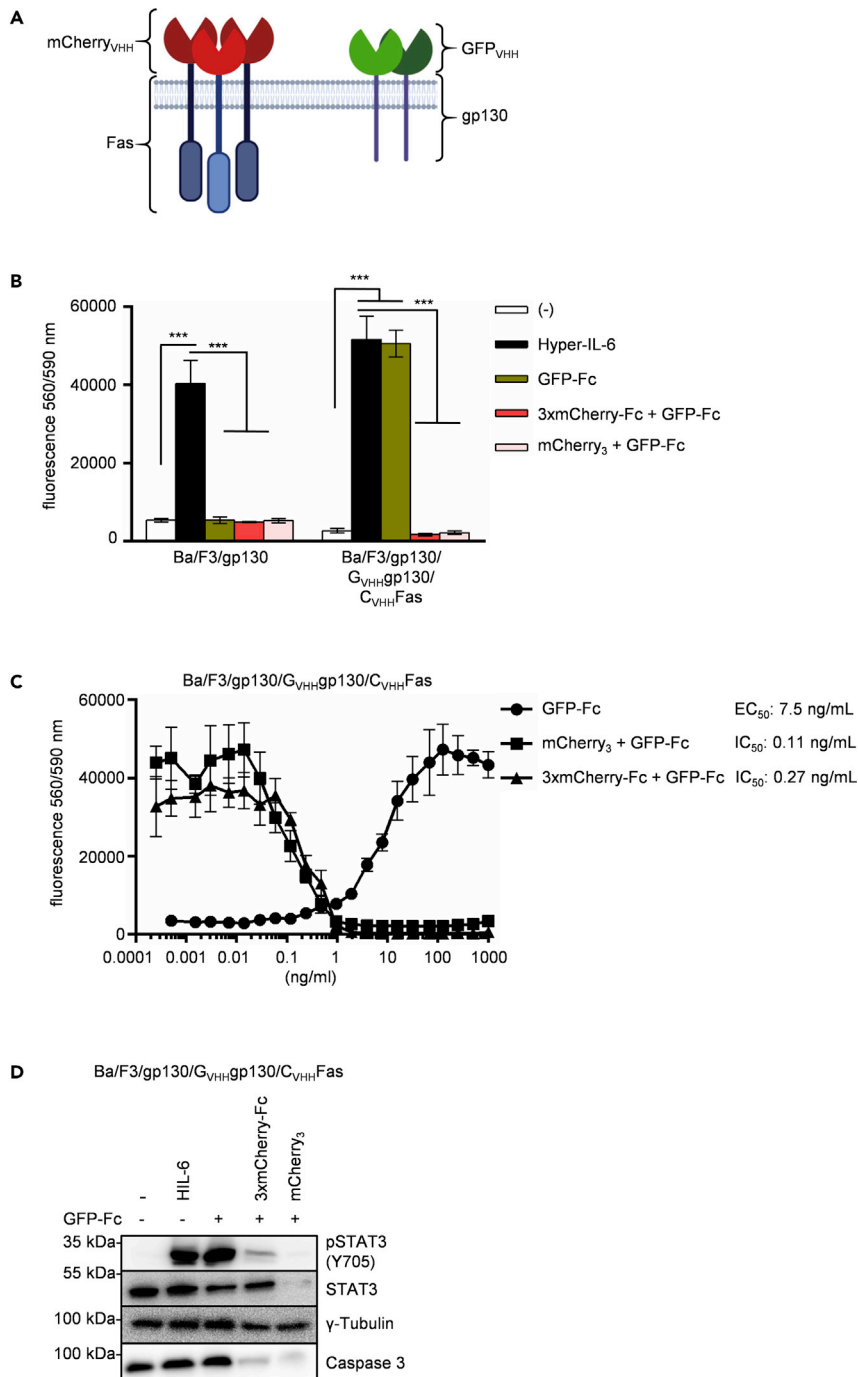 A
mCherryVHH
GFPVHH
Fas
gp130
B
fluorescence 560/590 nm
60000
40000
20000
0
***
***
***
***
Ba/F3/gp130
Ba/F3/gp130/
GVHHgp130/
CVHHFas
(-)
Hyper-IL-6
GFP-Fc
3xmCherry-Fc + GFP-Fc
mCherry3 + GFP-Fc
C
Ba/F3/gp130/GVHHgp130/CVHHFas
fluorescence 560/590 nm
60000
40000
20000
0
0.0001 0.001 0.01 0.1 1 10 100 1000
(ng/ml)
GFP-Fc EC50: 7.5 ng/mL
mCherry3 + GFP-Fc IC50: 0.11 ng/mL
3xmCherry-Fc + GFP-Fc IC50: 0.27 ng/mL
D
Ba/F3/gp130/GVHHgp130/CVHHFas
- HIL-6 - 3xmCherry-Fc mCherry3
GFP-Fc - - + + +
35 kDa- pSTAT3
(Y705)
55 kDa- STAT3
100 kDa- γ-Tubulin
100 kDa- Caspase 3